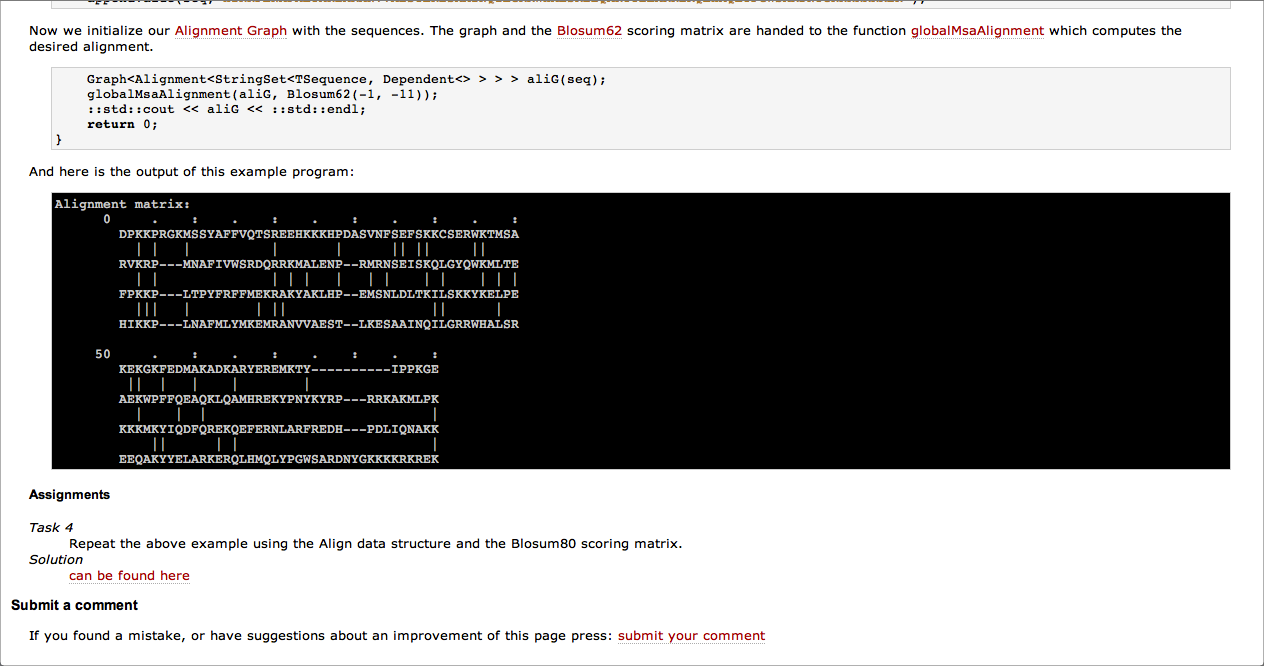 Now we initialize our Alignment Graph with the sequences. The graph and the Blosum62 scoring matrix are handed to the function globalMsaAlignment which computes the
desired alignment.
    Graph<Alignment<StringSet<TSequence, Dependent<> > > > aliG(seq);
    globalMsaAlignment(aliG, Blosum62(-1, -11));
    ::std::cout << aliG << ::std::endl;
    return 0;
}
And here is the output of this example program:
Alignment matrix:
      0     .    :    .    :    .    :    .    :    .    :
        DPKKPRGKMSSYAFFVQTSREEHKKKHPDASVNFSEFSKKCSERWKTMSA
          | |   |          |       |      || ||     ||
        RVKRP---MNAFIVWSRDQRRKMALENP--RMRNSEISKQLGYQWKMLTE
          | |              | | |   |   | |    | |    | | |
        FPKKP---LTPYFRFFMEKRAKYAKLHP--EMSNLDLTKILSKKYKELPE
          |||   |        | ||                  ||      |
        HIKKP---LNAFMLYMKEMRANVVAEST--LKESAAINQILGRRWHALSR
     50     .    :    .    :    .    :    .    :
        KEKGKFEDMAKADKARYEREMKTY----------IPPKGE
         ||  |   |    |        |
        AEKWPFFQEAQKLQAMHREKYPNYKYRP---RRKAKMLPK
          |    |  |                            |
        KKKMKYIQDFQREKQEFERNLARFREDH---PDLIQNAKK
            ||      | |                        |
        EEQAKYYELARKERQLHMQLYPGWSARDNYGKKKKRKREK
Assignments
Task 4
Repeat the above example using the Align data structure and the Blosum80 scoring matrix.
Solution
can be found here
Submit a comment
If you found a mistake, or have suggestions about an improvement of this page press: submit your comment